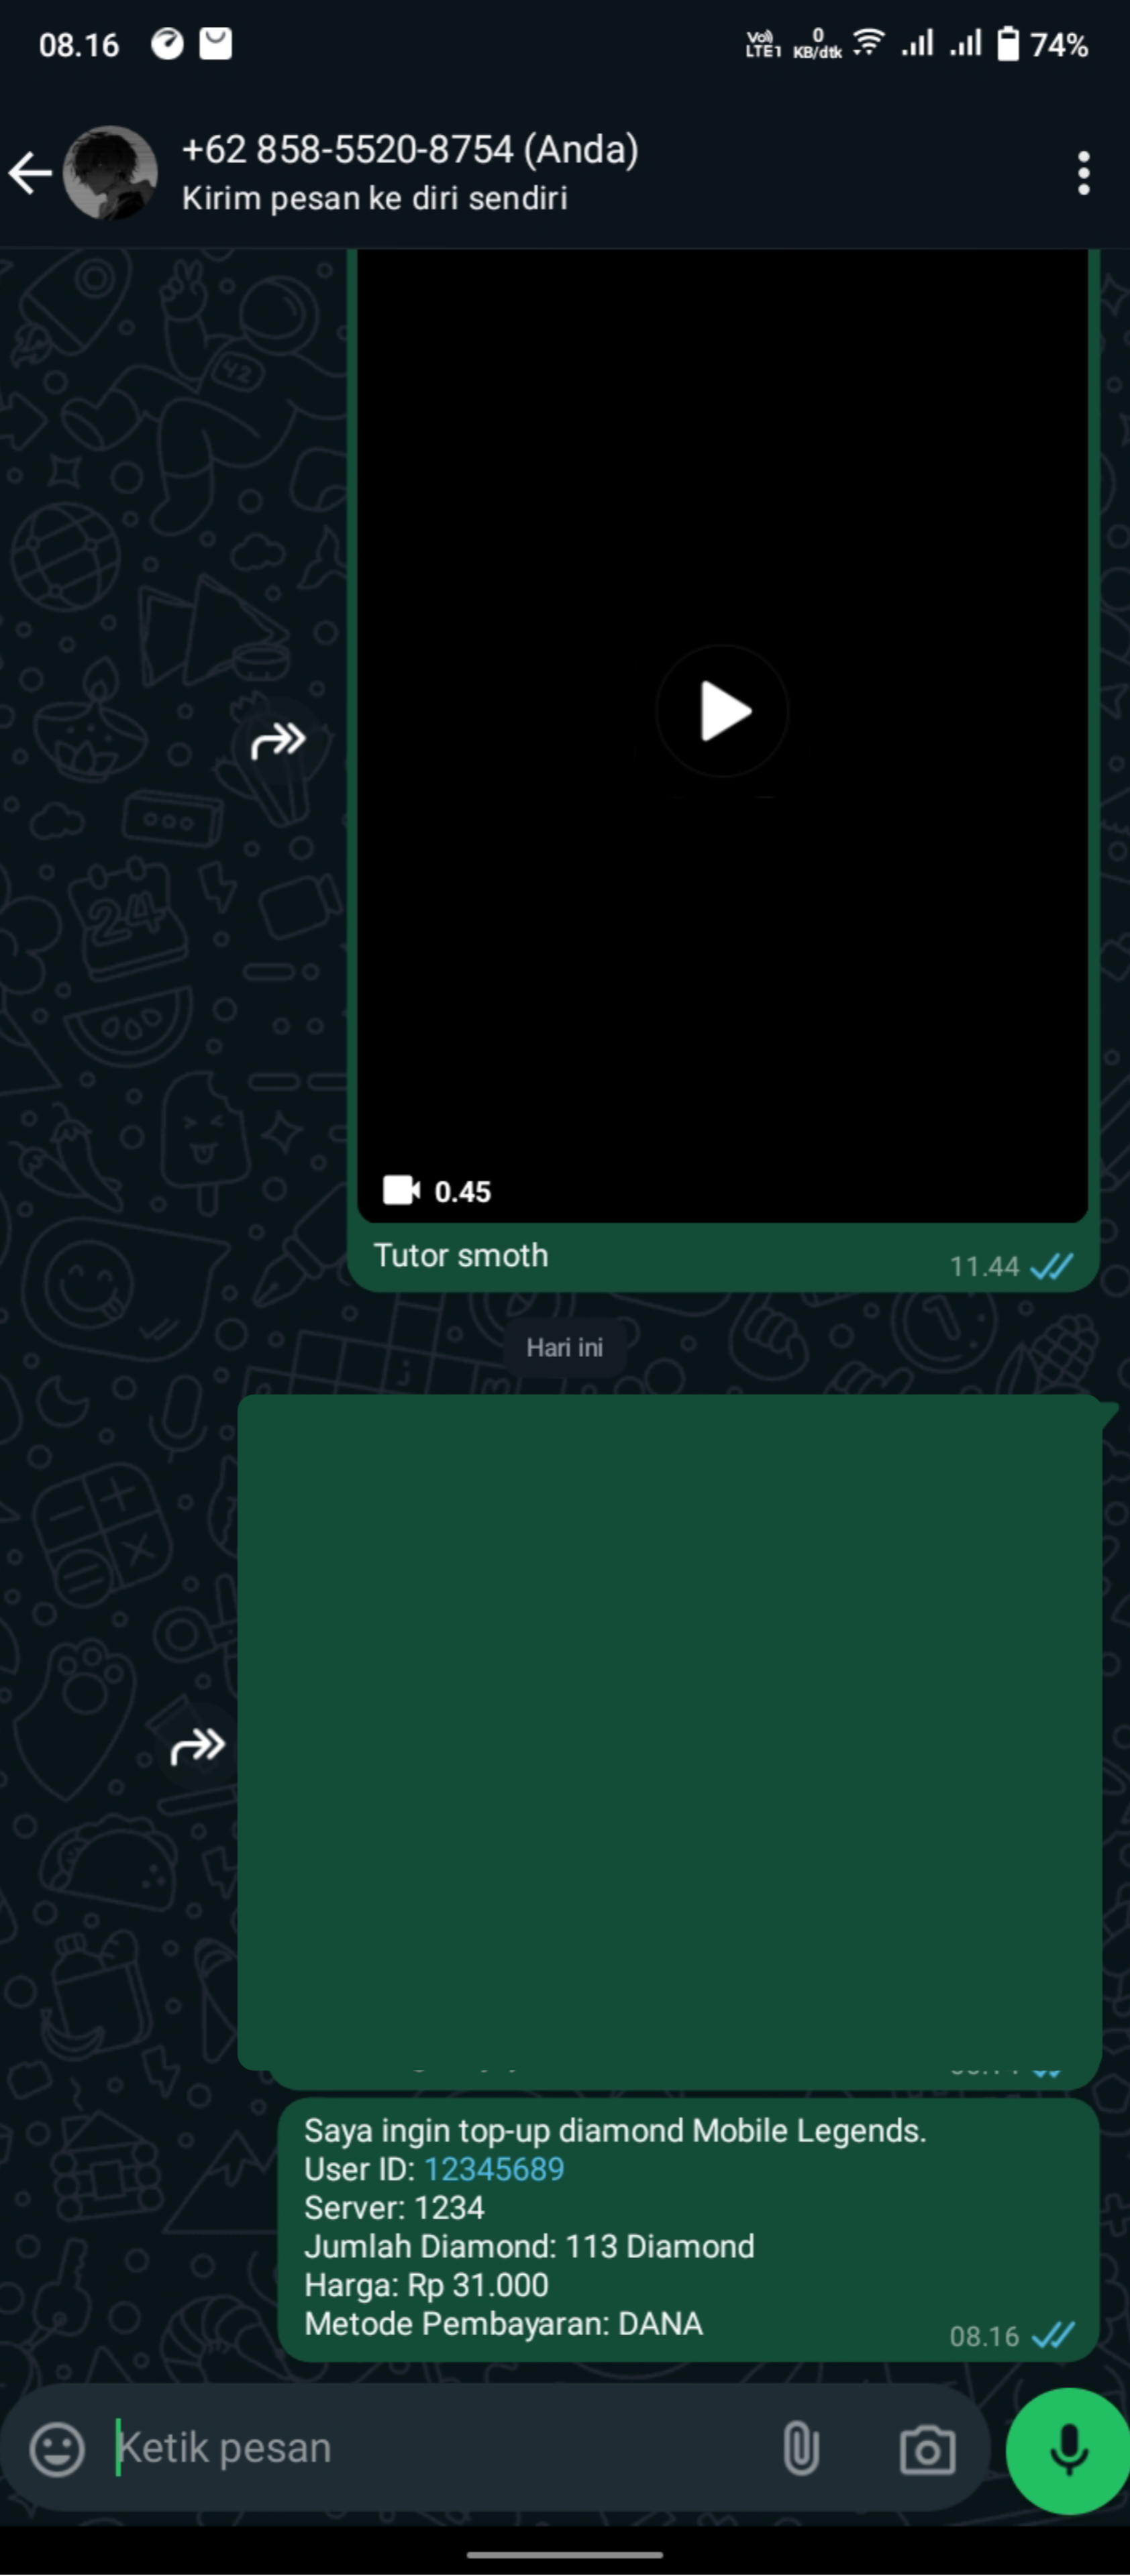 08.16
Vo)) LTE1
0 KB/dtk
74%
+62 858-5520-8754 (Anda)
Kirim pesan ke diri sendiri
42
24
0.45
Tutor smoth
11.44
Hari ini
Saya ingin top-up diamond Mobile Legends.
User ID: 12345689
Server: 1234
Jumlah Diamond: 113 Diamond
Harga: Rp 31.000
Metode Pembayaran: DANA
08.16
Ketik pesan